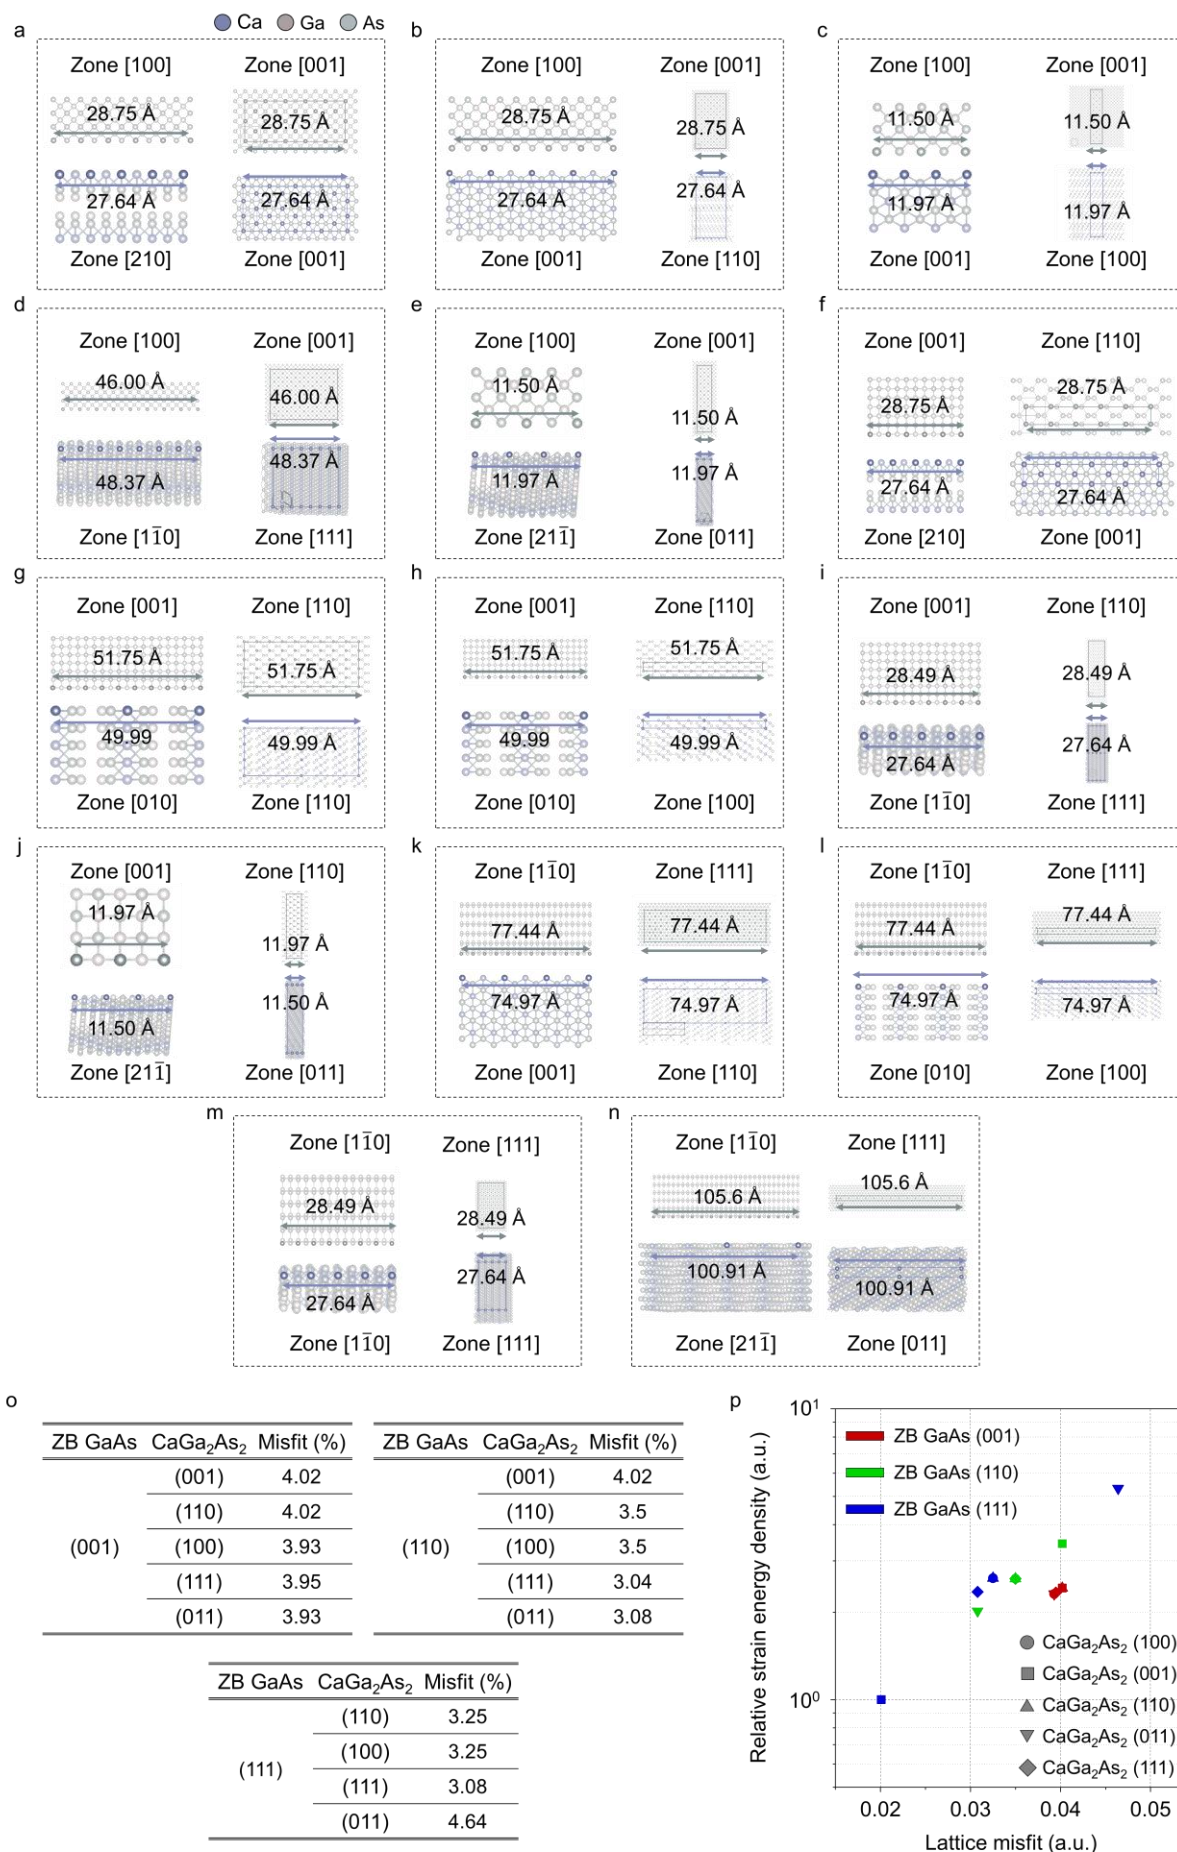 Ca Ga As
a
Zone [100] Zone [001]
28.75 Å 28.75 Å
27.64 Å 27.64 Å
Zone [210] Zone [001]
b
Zone [100] Zone [001]
28.75 Å 28.75 Å
27.64 Å 27.64 Å
Zone [001] Zone [110]
c
Zone [100] Zone [001]
11.50 Å 11.50 Å
11.97 Å 11.97 Å
Zone [001] Zone [100]
d
Zone [100] Zone [001]
46.00 Å 46.00 Å
48.37 Å 48.37 Å
Zone [11̅0] Zone [111]
e
Zone [100] Zone [001]
11.50 Å 11.50 Å
11.97 Å 11.97 Å
Zone [211̅] Zone [011]
f
Zone [001] Zone [110]
28.75 Å 28.75 Å
27.64 Å 27.64 Å
Zone [210] Zone [001]
g
Zone [001] Zone [110]
51.75 Å 51.75 Å
49.99 49.99 Å
Zone [010] Zone [110]
h
Zone [001] Zone [110]
51.75 Å 51.75 Å
49.99 49.99 Å
Zone [010] Zone [100]
i
Zone [001] Zone [110]
28.49 Å 28.49 Å
27.64 Å 27.64 Å
Zone [11̅0] Zone [111]
j
Zone [001] Zone [110]
11.97 Å 11.97 Å
11.50 Å 11.50 Å
Zone [211̅] Zone [011]
k
Zone [11̅0] Zone [111]
77.44 Å 77.44 Å
74.97 Å 74.97 Å
Zone [001] Zone [110]
l
Zone [11̅0] Zone [111]
77.44 Å 77.44 Å
74.97 Å 74.97 Å
Zone [010] Zone [100]
m
Zone [11̅0] Zone [111]
28.49 Å 28.49 Å
27.64 Å 27.64 Å
Zone [11̅0] Zone [111]
n
Zone [11̅0] Zone [111]
105.6 Å 105.6 Å
100.91 Å 100.91 Å
Zone [211̅] Zone [011]
o
ZB GaAs CaGa₂As₂ Misfit (%)
(001) 4.02
(110) 4.02
(001) (100) 3.93
(111) 3.95
(011) 3.93
ZB GaAs CaGa₂As₂ Misfit (%)
(001) 4.02
(110) 3.5
(110) (100) 3.5
(111) 3.04
(011) 3.08
ZB GaAs CaGa₂As₂ Misfit (%)
(110) 3.25
(100) 3.25
(111)
(111) 3.08
(011) 4.64
p
Relative strain energy density (a.u.)
10¹
10⁰
ZB GaAs (001)
ZB GaAs (110)
ZB GaAs (111)
CaGa₂As₂ (100)
CaGa₂As₂ (001)
CaGa₂As₂ (110)
CaGa₂As₂ (011)
CaGa₂As₂ (111)
0.02 0.03 0.04 0.05
Lattice misfit (a.u.)